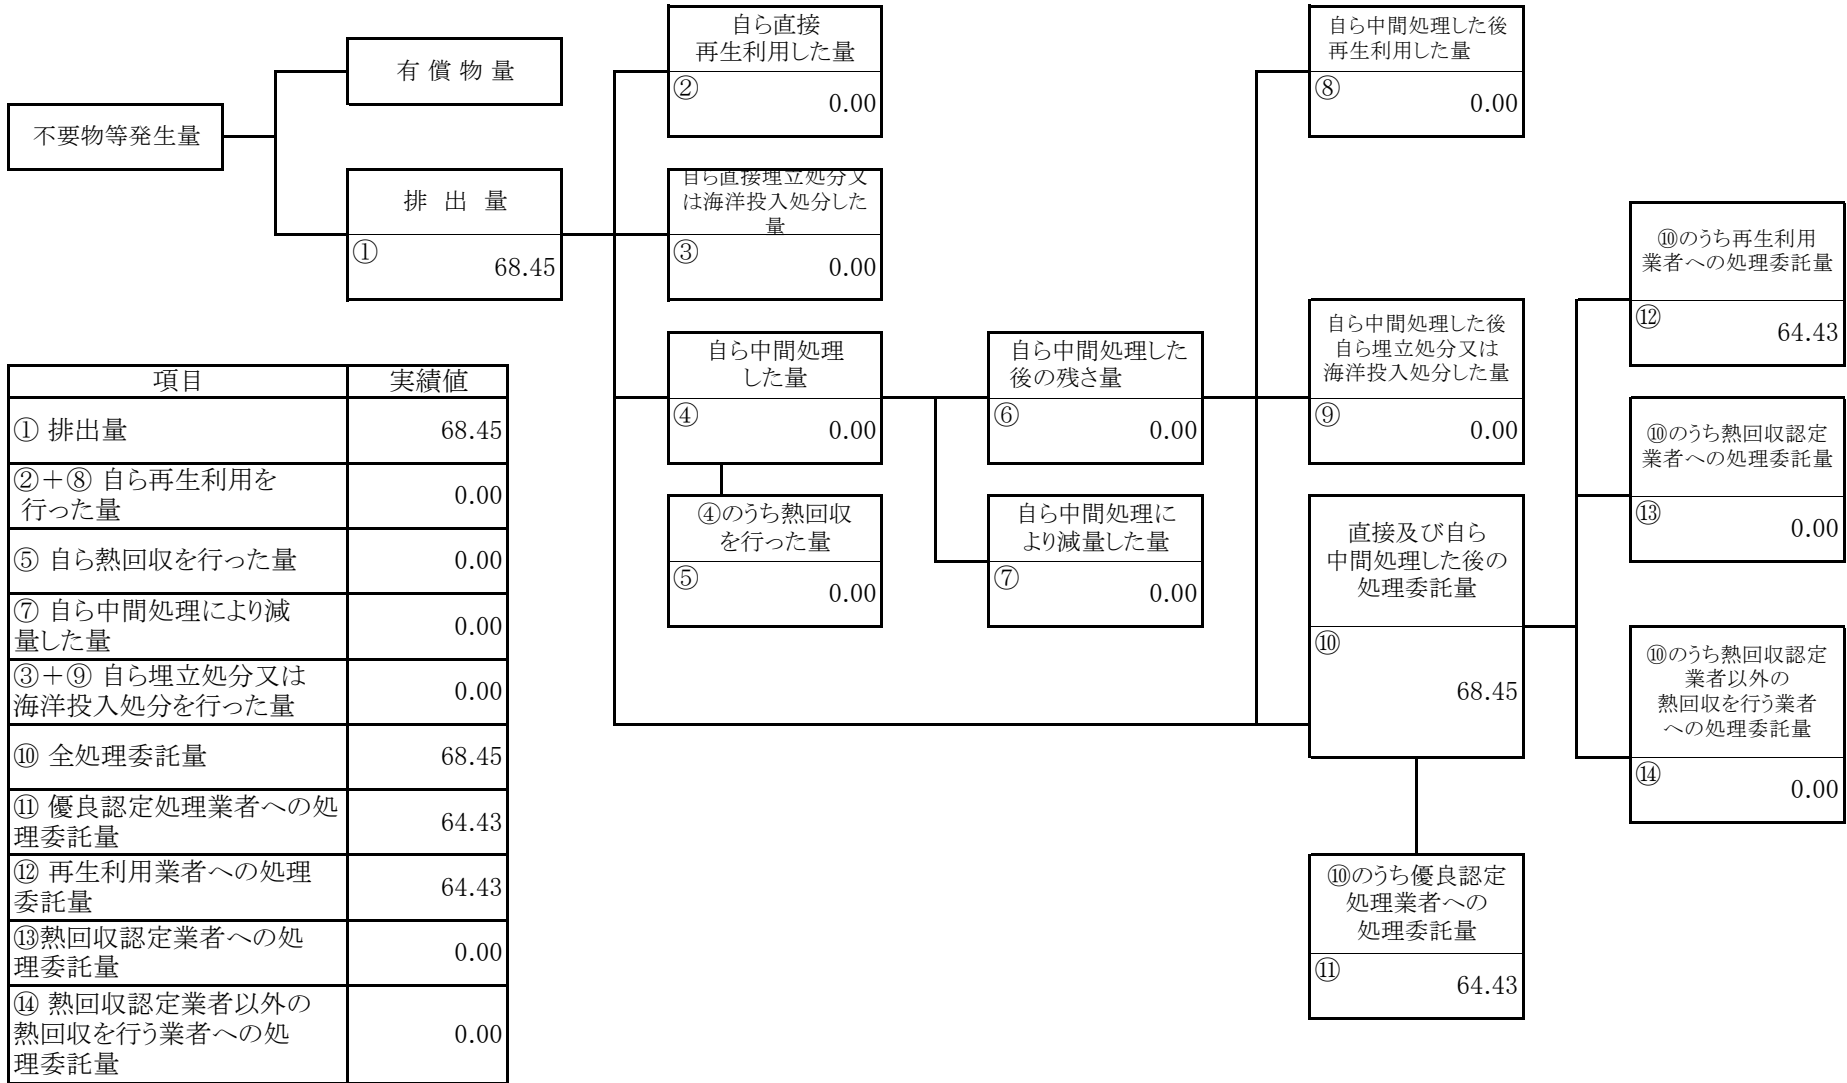 不要物等発生量
有 償 物 量
排 出 量
①
68.45
自ら直接
再生利用した量
②
0.00
自ら直接埋立処分又
は海洋投入処分した
量
③
0.00
自ら中間処理
した量
④
0.00
④のうち熱回収
を行った量
⑤
0.00
自ら中間処理した
後の残さ量
⑥
0.00
自ら中間処理に
より減量した量
⑦
0.00
自ら中間処理した後
再生利用した量
⑧
0.00
自ら中間処理した後
自ら埋立処分又は
海洋投入処分した量
⑨
0.00
直接及び自ら
中間処理した後の
処理委託量
⑩
68.45
⑩のうち優良認定
処理業者への
処理委託量
⑪
64.43
⑩のうち再生利用
業者への処理委託量
⑫
64.43
⑩のうち熱回収認定
業者への処理委託量
⑬
0.00
⑩のうち熱回収認定
業者以外の
熱回収を行う業者
への処理委託量
⑭
0.00
項目 実績値
① 排出量 68.45
②＋⑧ 自ら再生利用を
行った量 0.00
⑤ 自ら熱回収を行った量 0.00
⑦ 自ら中間処理により減
量した量 0.00
③＋⑨ 自ら埋立処分又は
海洋投入処分を行った量 0.00
⑩ 全処理委託量 68.45
⑪ 優良認定処理業者への処
理委託量 64.43
⑫ 再生利用業者への処理
委託量 64.43
⑬熱回収認定業者への処
理委託量 0.00
⑭ 熱回収認定業者以外の
熱回収を行う業者への処
理委託量 0.00